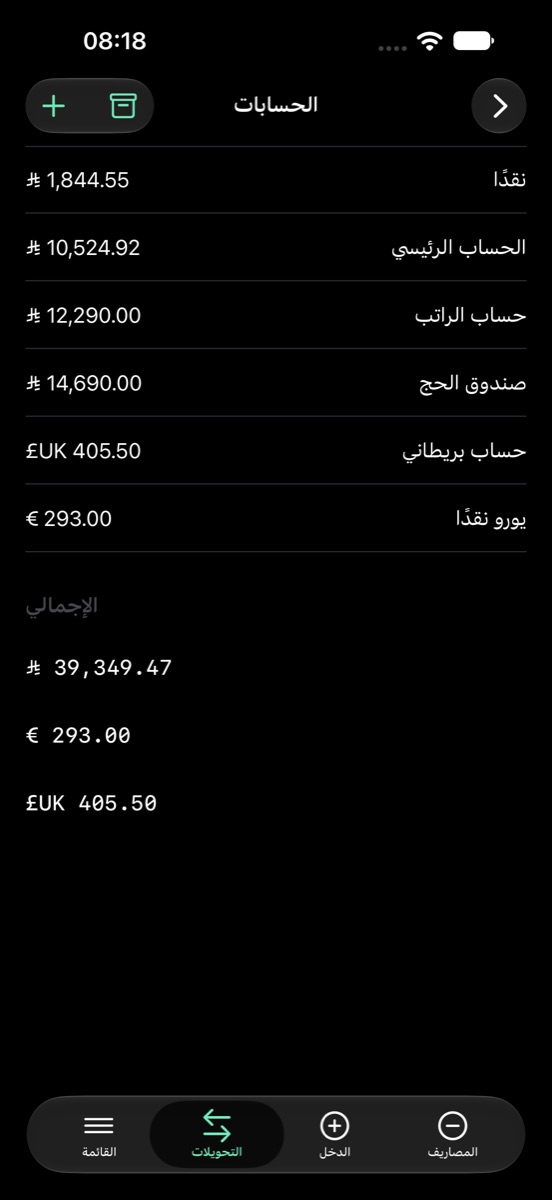 08:18
الحسابات
نقدًا ⃁ 1,844.55
الحساب الرئيسي ⃁ 10,524.92
حساب الراتب ⃁ 12,290.00
صندوق الحج ⃁ 14,690.00
حساب بريطاني £UK 405.50
يورو نقدًا € 293.00
الإجمالي
⃁ 39,349.47
€ 293.00
£UK 405.50
المصاريف
الدخل
التحويلات
القائمة